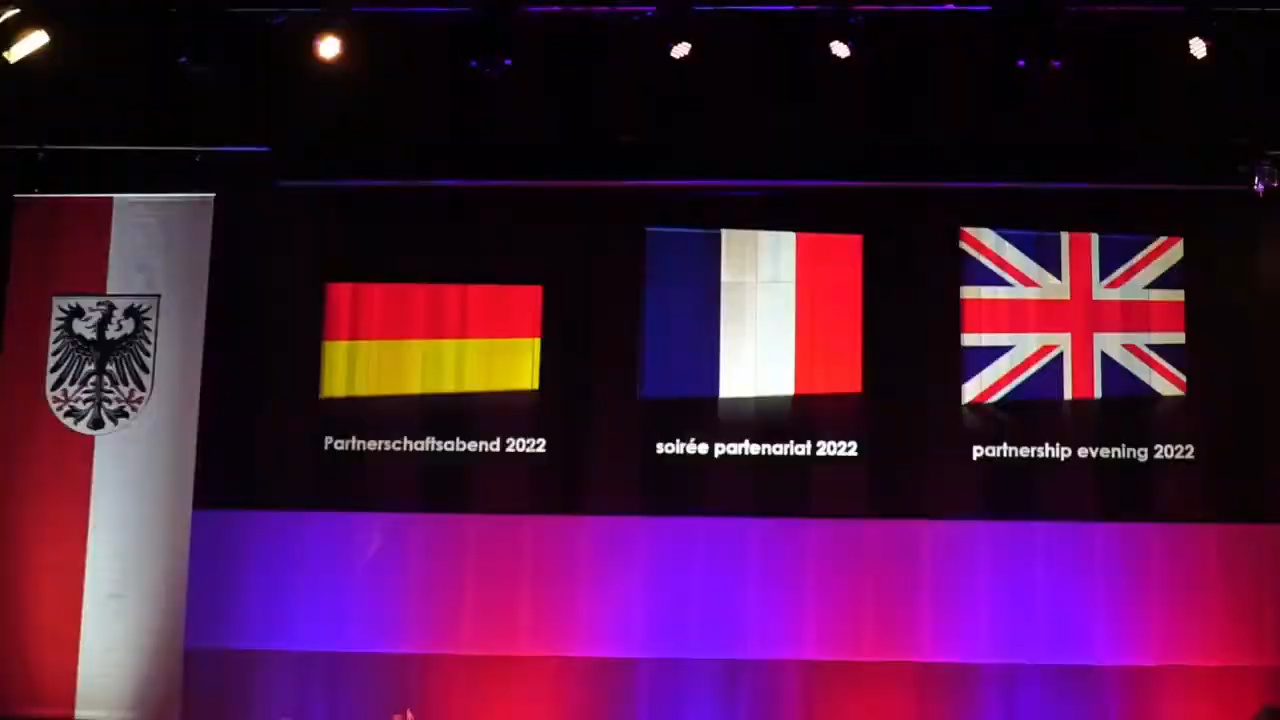 Partnerschaftsabend 2022
soirée partenariat 2022
partnership evening 2022